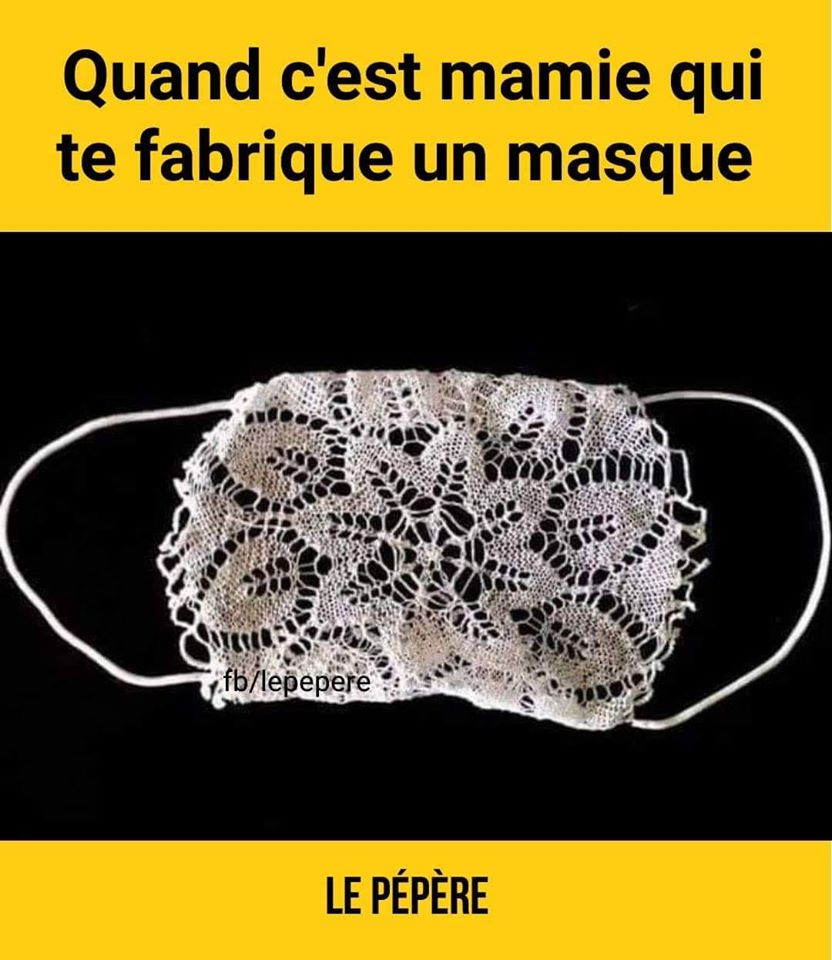 Quand c'est mamie qui
te fabrique un masque
fb/lepepere
LE PÉPÈRE